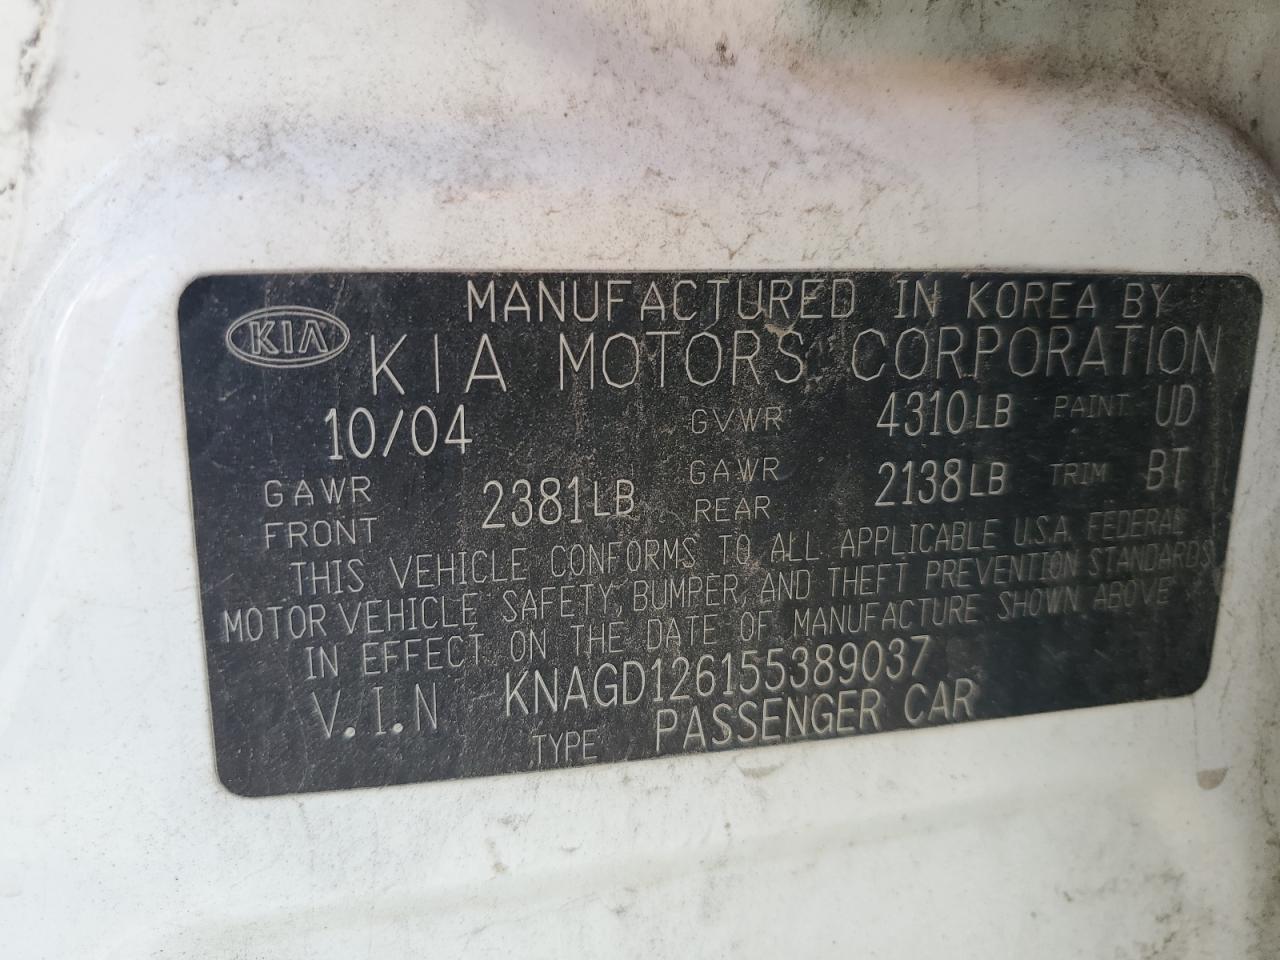 MANUFACTURED IN KOREA BY
KIA KIA MOTORS CORPORATION
10/04 GVWR 4310LB PAINT UD
GAWR FRONT 2381LB GAWR REAR 2138LB TRIM BT
THIS VEHICLE CONFORMS TO ALL APPLICABLE U.S.A. FEDERAL
MOTOR VEHICLE SAFETY, BUMPER, AND THEFT PREVENTION STANDARDS
IN EFFECT ON THE DATE OF MANUFACTURE SHOWN ABOVE
V.I.N KNAGD126155389037
TYPE PASSENGER CAR